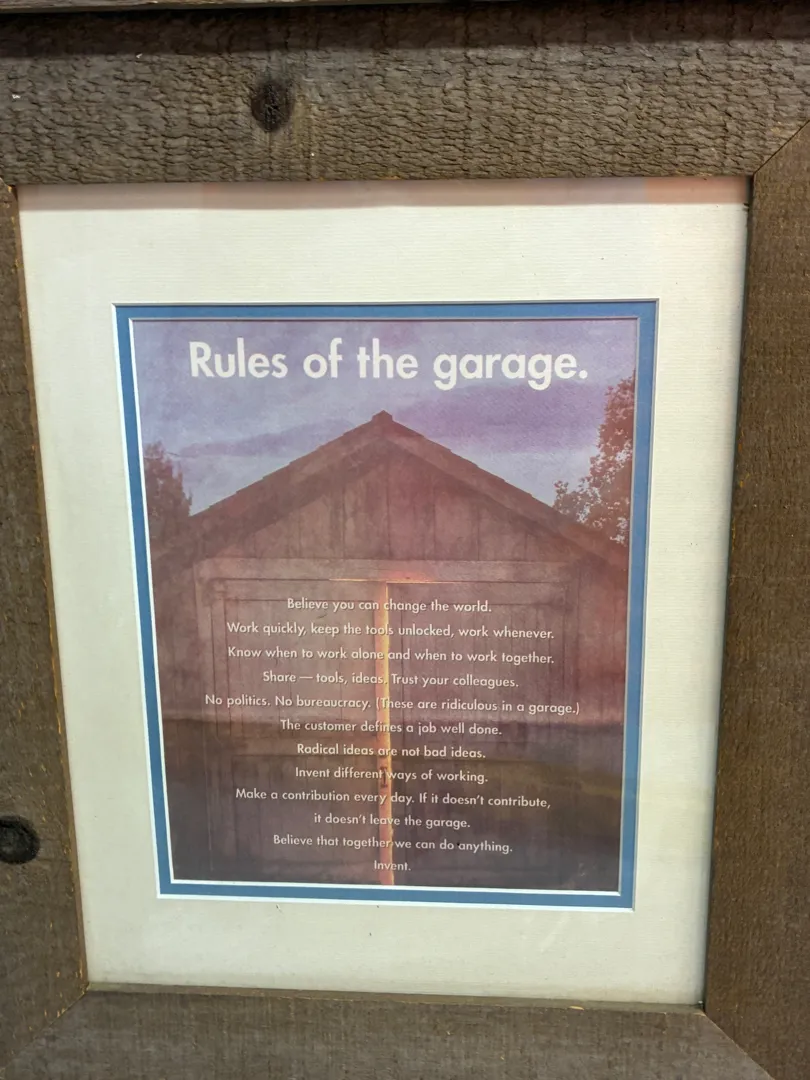 Rules of the garage.
Believe you can change the world.
Work quickly, keep the tools unlocked, work whenever.
Know when to work alone and when to work together.
Share — tools, ideas. Trust your colleagues.
No politics. No bureaucracy. (These are ridiculous in a garage.)
The customer defines a job well done.
Radical ideas are not bad ideas.
Invent different ways of working.
Make a contribution every day. If it doesn't contribute,
it doesn't leave the garage.
Believe that together we can do anything.
Invent.